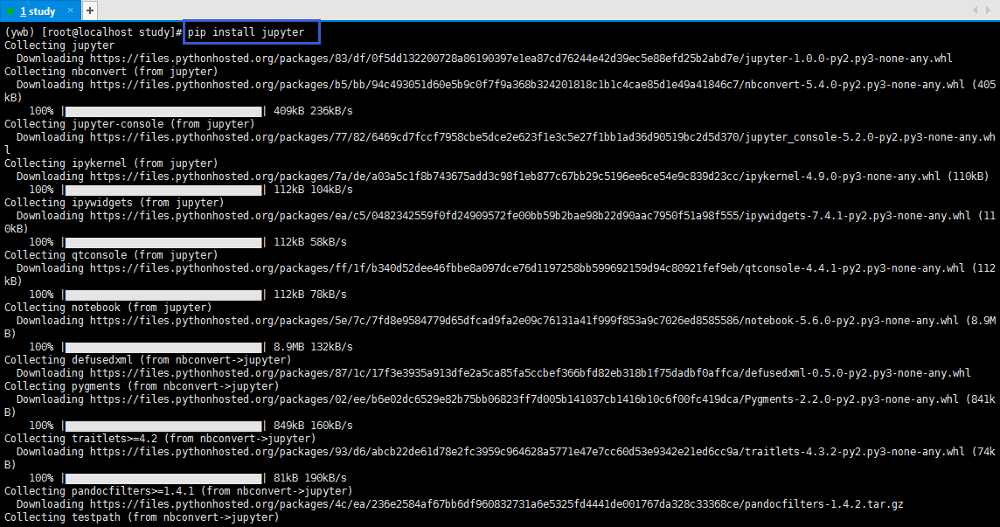 1 study × +
(ywb) [root@localhost study]# pip install jupyter
Collecting jupyter
  Downloading https://files.pythonhosted.org/packages/83/df/0f5dd132200728a86190397e1ea87cd76244e42d39ec5e88efd25b2abd7e/jupyter-1.0.0-py2.py3-none-any.whl
Collecting nbconvert (from jupyter)
  Downloading https://files.pythonhosted.org/packages/b5/bb/94c493051d60e5b9c0f7f9a368b324201818c1b1c4cae85d1e49a41846c7/nbconvert-5.4.0-py2.py3-none-any.whl (405
kB)
    100% |████████████████████████████████| 409kB 236kB/s
Collecting jupyter-console (from jupyter)
  Downloading https://files.pythonhosted.org/packages/77/82/6469cd7fccf7958cbe5dce2e623f1e3c5e27f1bb1ad36d90519bc2d5d370/jupyter_console-5.2.0-py2.py3-none-any.wh
l
Collecting ipykernel (from jupyter)
  Downloading https://files.pythonhosted.org/packages/7a/de/a03a5c1f8b743675add3c98f1eb877c67bb29c5196ee6ce54e9c839d23cc/ipykernel-4.9.0-py3-none-any.whl (110kB)
    100% |████████████████████████████████| 112kB 104kB/s
Collecting ipywidgets (from jupyter)
  Downloading https://files.pythonhosted.org/packages/ea/c5/0482342559f0fd24909572fe00bb59b2bae98b22d90aac7950f51a98f555/ipywidgets-7.4.1-py2.py3-none-any.whl (11
0kB)
    100% |████████████████████████████████| 112kB 58kB/s
Collecting qtconsole (from jupyter)
  Downloading https://files.pythonhosted.org/packages/ff/1f/b340d52dee46fbbe8a097dce76d1197258bb599692159d94c80921fef9eb/qtconsole-4.4.1-py2.py3-none-any.whl (112
kB)
    100% |████████████████████████████████| 112kB 78kB/s
Collecting notebook (from jupyter)
  Downloading https://files.pythonhosted.org/packages/5e/7c/7fd8e9584779d65dfcad9fa2e09c76131a41f999f853a9c7026ed8585586/notebook-5.6.0-py2.py3-none-any.whl (8.9M
B)
    100% |████████████████████████████████| 8.9MB 132kB/s
Collecting defusedxml (from nbconvert->jupyter)
  Downloading https://files.pythonhosted.org/packages/87/1c/17f3e3935a913dfe2a5ca85fa5ccbef366bfd82eb318b1f75dadbf0affca/defusedxml-0.5.0-py2.py3-none-any.whl
Collecting pygments (from nbconvert->jupyter)
  Downloading https://files.pythonhosted.org/packages/02/ee/b6e02dc6529e82b75bb06823ff7d005b141037cb1416b10c6f00fc419dca/Pygments-2.2.0-py2.py3-none-any.whl (841k
B)
    100% |████████████████████████████████| 849kB 160kB/s
Collecting traitlets>=4.2 (from nbconvert->jupyter)
  Downloading https://files.pythonhosted.org/packages/93/d6/abcb22de61d78e2fc3959c964628a5771e47e7cc60d53e9342e21ed6cc9a/traitlets-4.3.2-py2.py3-none-any.whl (74k
B)
    100% |████████████████████████████████| 81kB 190kB/s
Collecting pandocfilters>=1.4.1 (from nbconvert->jupyter)
  Downloading https://files.pythonhosted.org/packages/4c/ea/236e2584af67bb6df960832731a6e5325fd4441de001767da328c33368ce/pandocfilters-1.4.2.tar.gz
Collecting testpath (from nbconvert->jupyter)